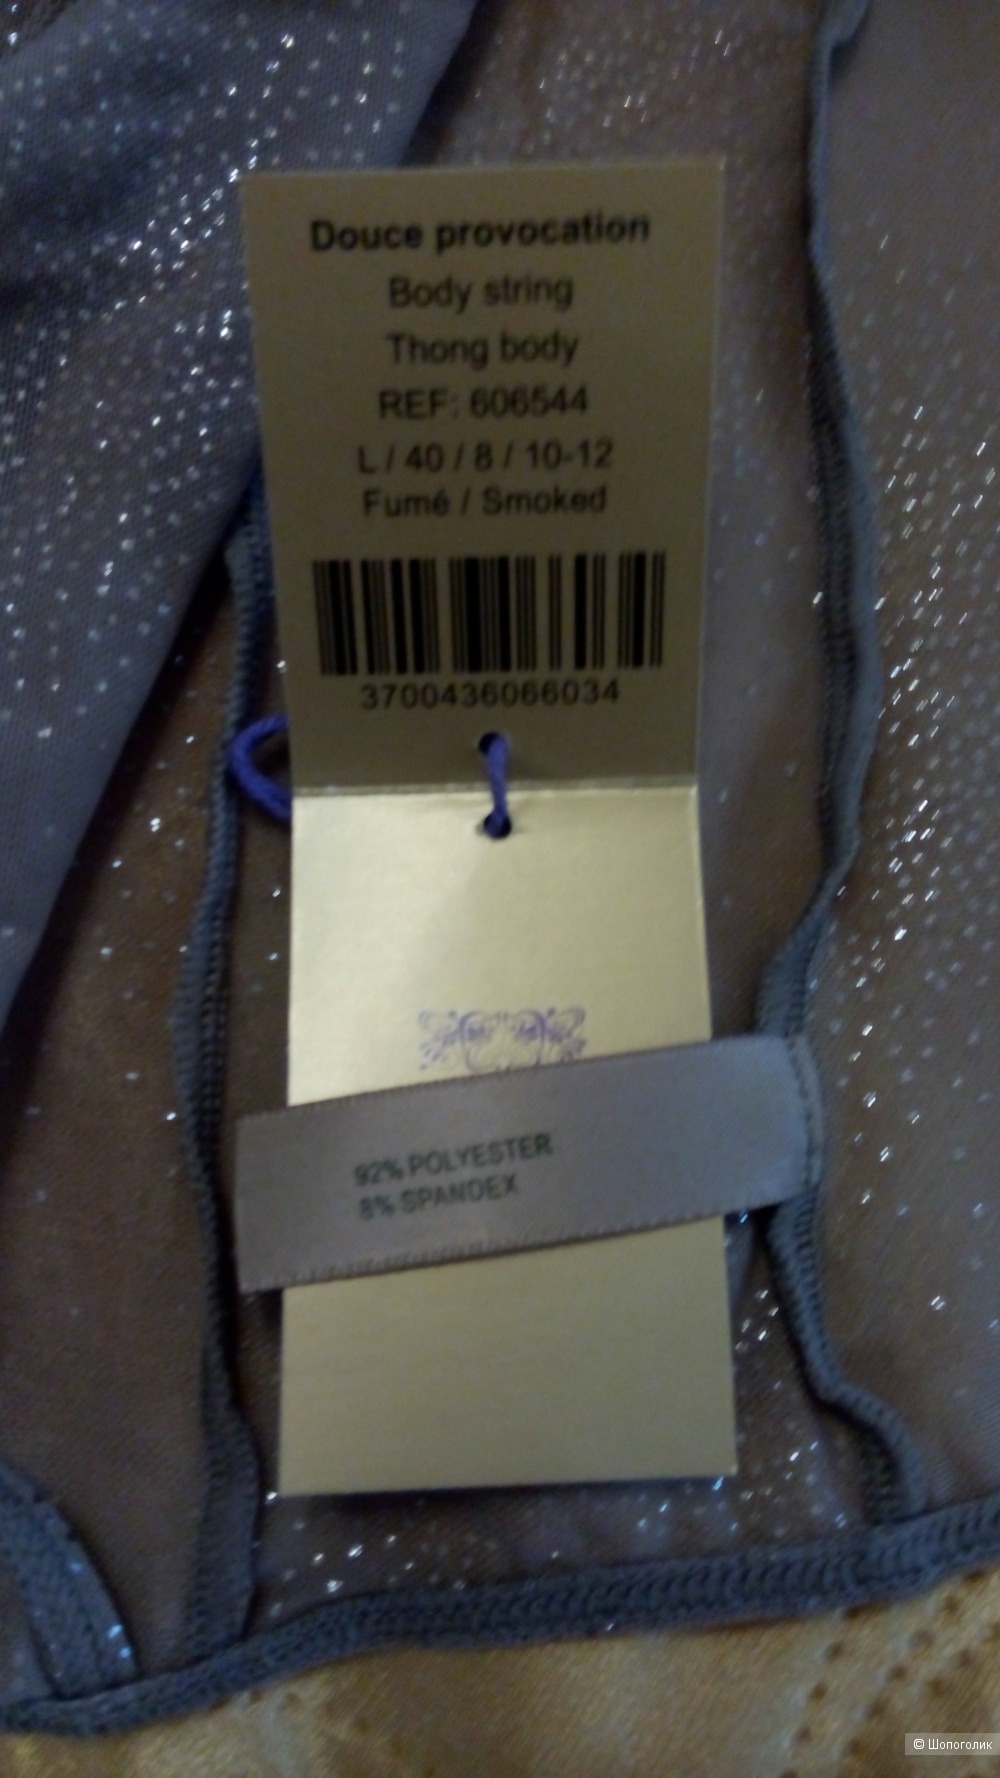 Douce provocation
Body string
Thong body
REF: 606544
L / 40 / 8 / 10-12
Fumé / Smoked
3700436066034
92% POLYESTER
8% SPANDEX
© Шопоголик